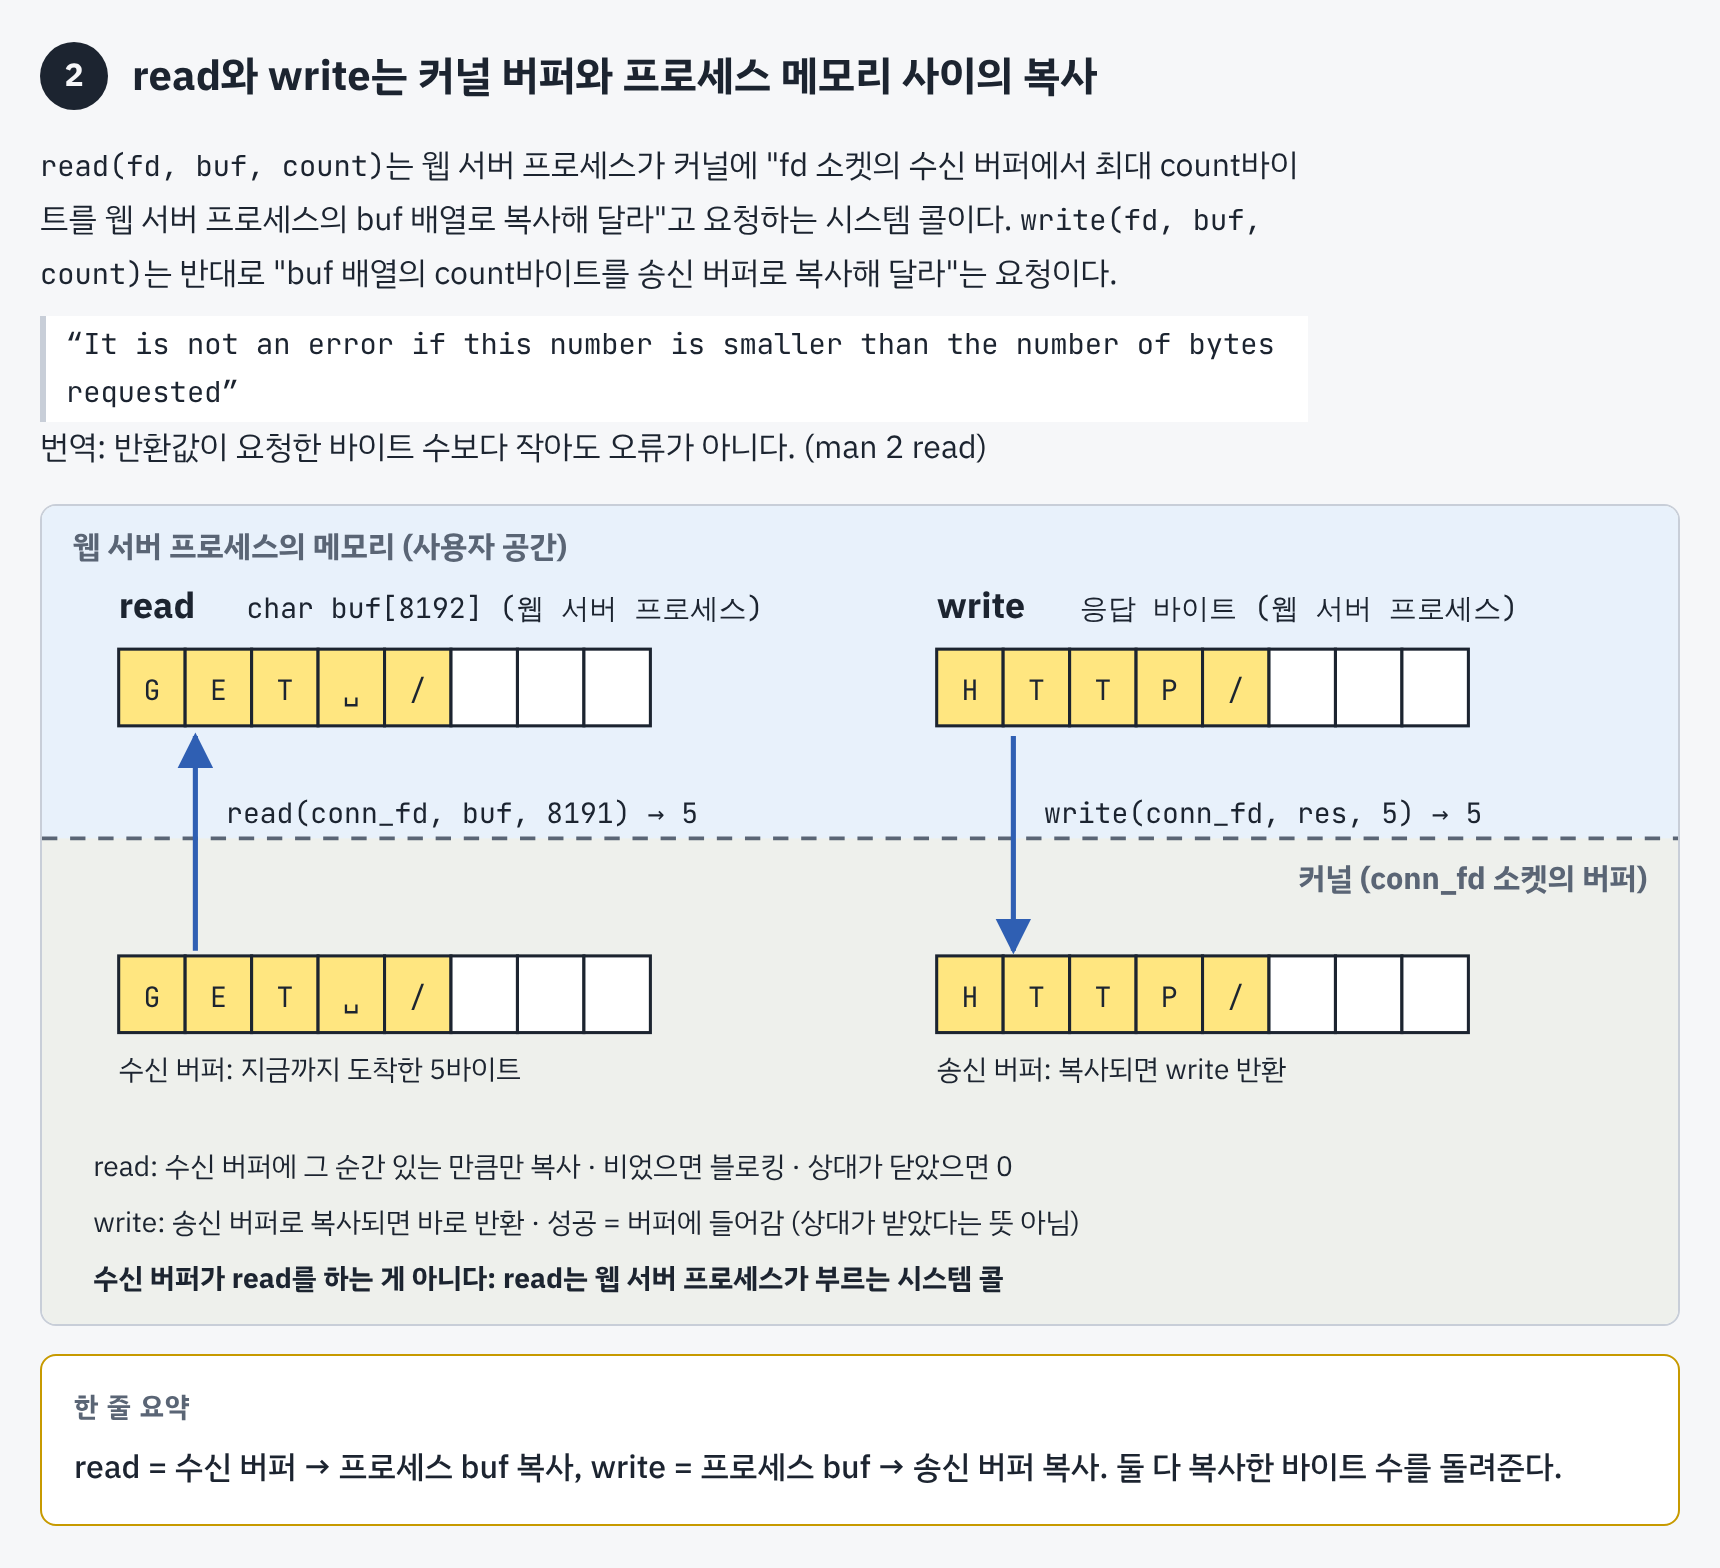 2 read와 write는 커널 버퍼와 프로세스 메모리 사이의 복사
read(fd, buf, count)는 웹 서버 프로세스가 커널에 "fd 소켓의 수신 버퍼에서 최대 count바이
트를 웹 서버 프로세스의 buf 배열로 복사해 달라"고 요청하는 시스템 콜이다. write(fd, buf,
count)는 반대로 "buf 배열의 count바이트를 송신 버퍼로 복사해 달라"는 요청이다.
“It is not an error if this number is smaller than the number of bytes
requested”
번역: 반환값이 요청한 바이트 수보다 작아도 오류가 아니다. (man 2 read)
웹 서버 프로세스의 메모리 (사용자 공간)
read char buf[8192] (웹 서버 프로세스)
G E T ␣ /
read(conn_fd, buf, 8191) → 5
write 응답 바이트 (웹 서버 프로세스)
H T T P /
write(conn_fd, res, 5) → 5
커널 (conn_fd 소켓의 버퍼)
G E T ␣ /
수신 버퍼: 지금까지 도착한 5바이트
H T T P /
송신 버퍼: 복사되면 write 반환
read: 수신 버퍼에 그 순간 있는 만큼만 복사 · 비었으면 블로킹 · 상대가 닫았으면 0
write: 송신 버퍼로 복사되면 바로 반환 · 성공 = 버퍼에 들어감 (상대가 받았다는 뜻 아님)
수신 버퍼가 read를 하는 게 아니다: read는 웹 서버 프로세스가 부르는 시스템 콜
한 줄 요약
read = 수신 버퍼 → 프로세스 buf 복사, write = 프로세스 buf → 송신 버퍼 복사. 둘 다 복사한 바이트 수를 돌려준다.